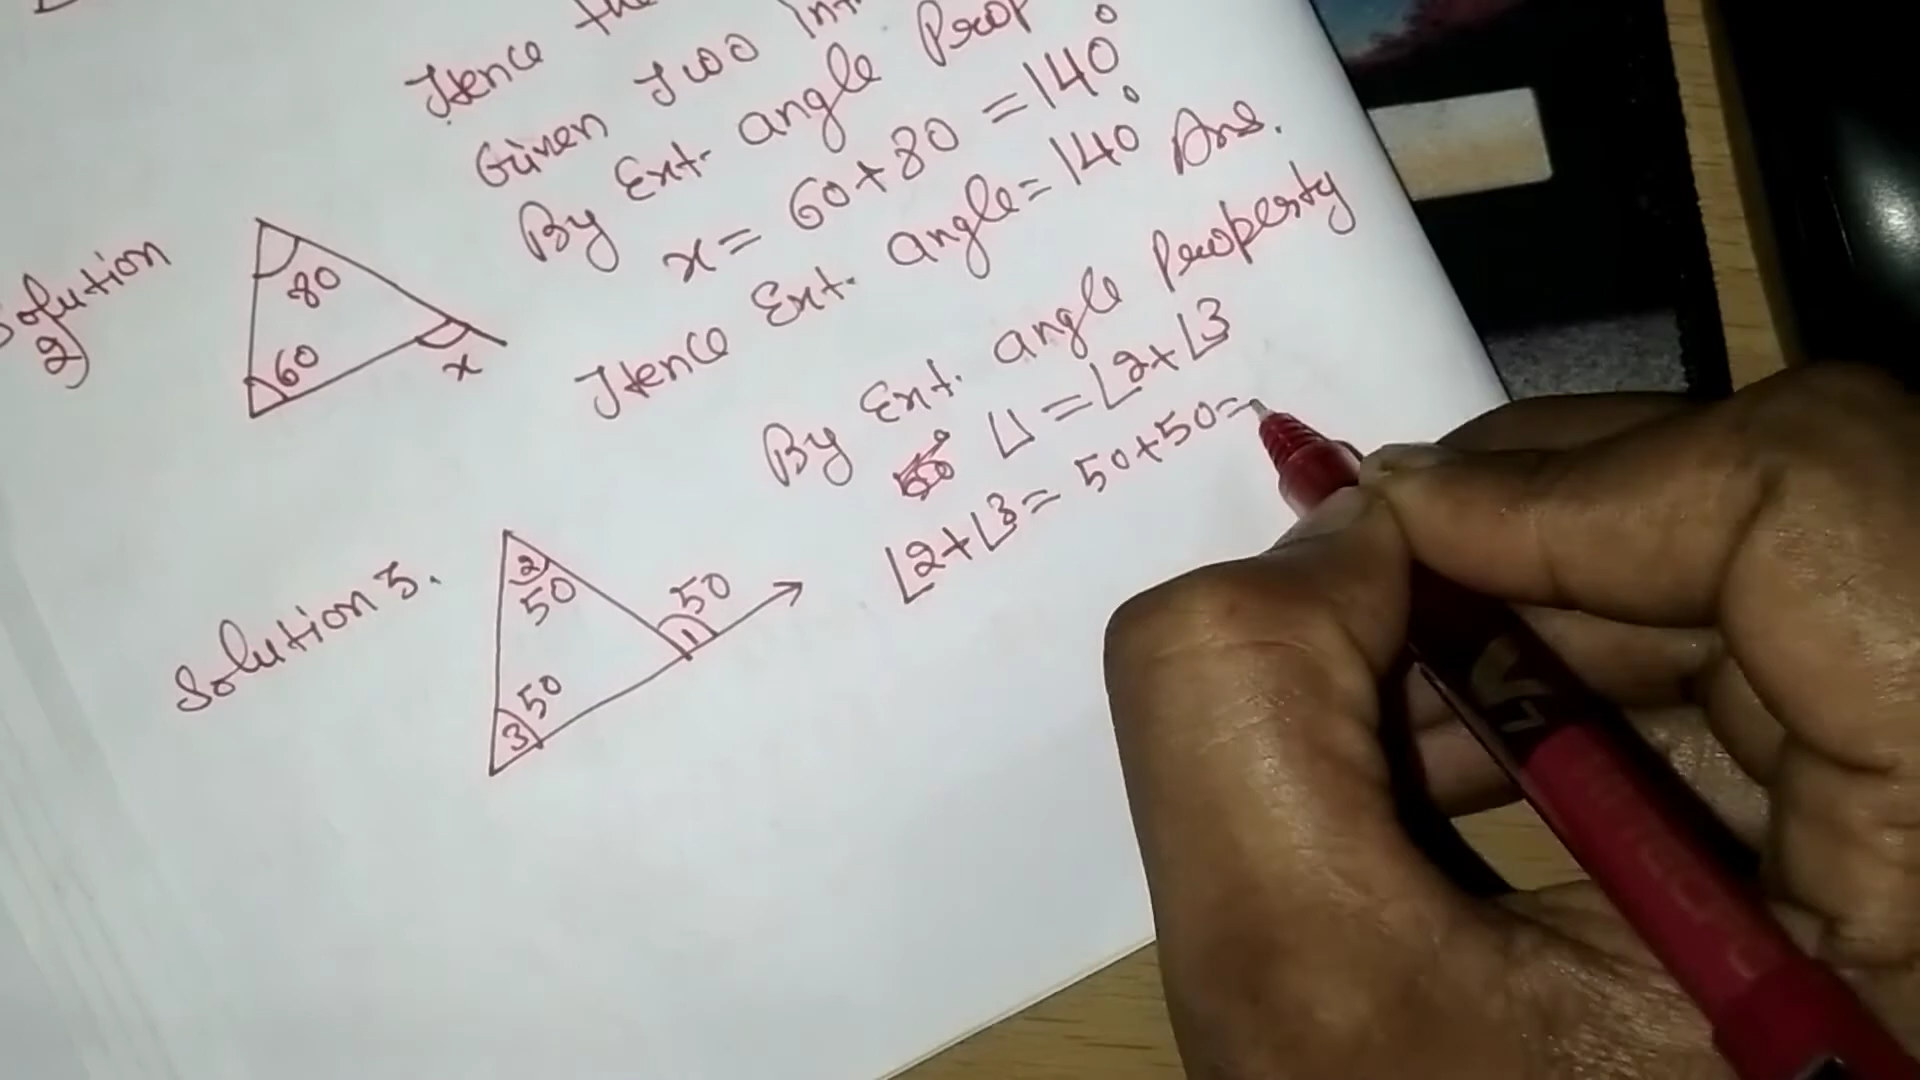 Hence the
Given Two Int
By Ext. angle Prop
x = 60+80 = 140°
Hence Ext. angle = 140° Ans.
Solution
2)
80
60
x
By Ext. angle Property
∠1 = ∠2+∠3
∠2+∠3 = 50+50=
Solution 3.
2
50
50
1
50
3